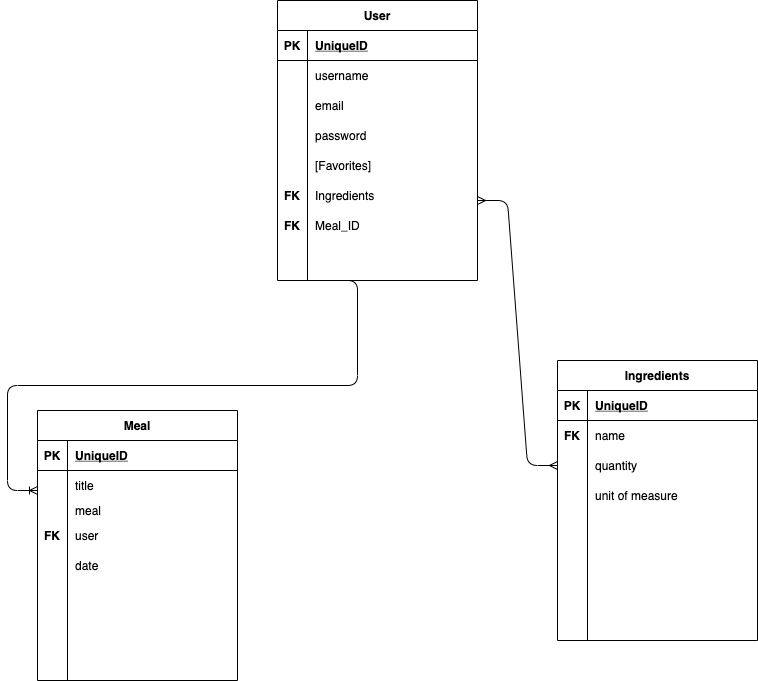 User
PK UniqueID
username
email
password
[Favorites]
FK Ingredients
FK Meal_ID
Ingredients
PK UniqueID
FK name
quantity
unit of measure
Meal
PK UniqueID
title
meal
FK user
date